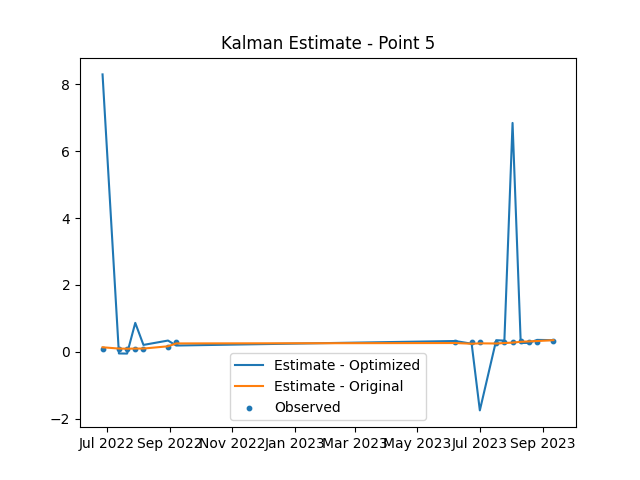 Kalman Estimate - Point 5
8
6
4
2
0
−2
Estimate - Optimized
Estimate - Original
Observed
Jul 2022 Sep 2022 Nov 2022 Jan 2023 Mar 2023 May 2023 Jul 2023 Sep 2023